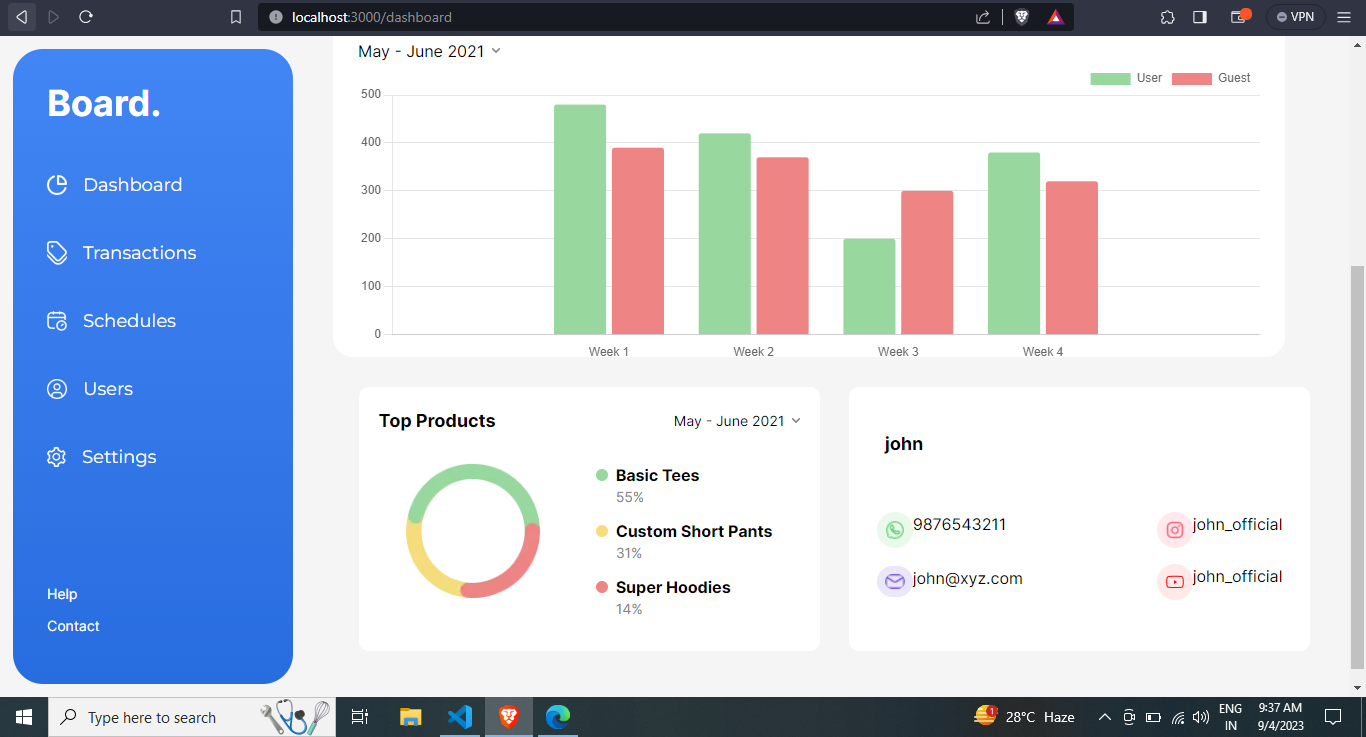 localhost:3000/dashboard
VPN
Board.
Dashboard
Transactions
Schedules
Users
Settings
Help
Contact
May - June 2021
User Guest
500
400
300
200
100
0
Week 1 Week 2 Week 3 Week 4
Top Products
May - June 2021
Basic Tees
55%
Custom Short Pants
31%
Super Hoodies
14%
john
9876543211
john_official
john@xyz.com
john_official
Type here to search
1
28°C Haze
ENG
IN
9:37 AM
9/4/2023